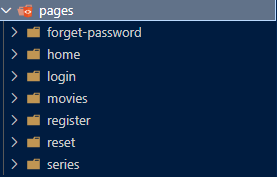 pages
forget-password
home
login
movies
register
reset
series